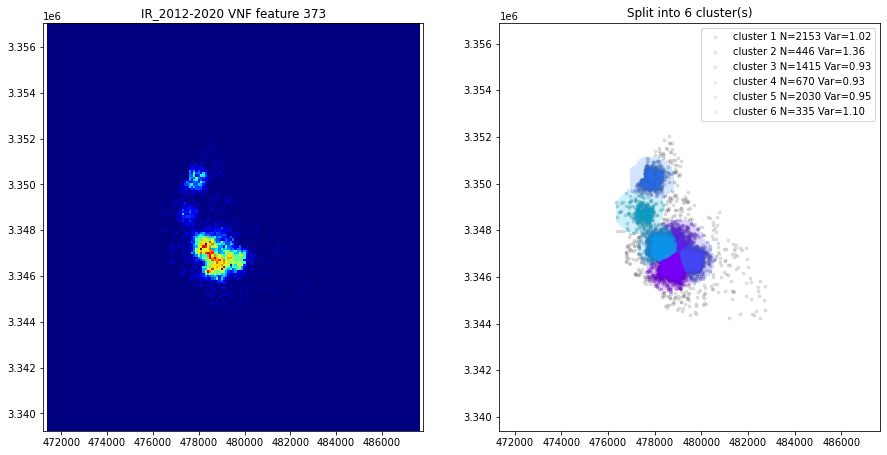 IR_2012-2020 VNF feature 373
1e6
3.356
3.354
3.352
3.350
3.348
3.346
3.344
3.342
3.340
472000 474000 476000 478000 480000 482000 484000 486000
Split into 6 cluster(s)
1e6
cluster 1 N=2153 Var=1.02
cluster 2 N=446 Var=1.36
cluster 3 N=1415 Var=0.93
cluster 4 N=670 Var=0.93
cluster 5 N=2030 Var=0.95
cluster 6 N=335 Var=1.10
3.356
3.354
3.352
3.350
3.348
3.346
3.344
3.342
3.340
472000 474000 476000 478000 480000 482000 484000 486000